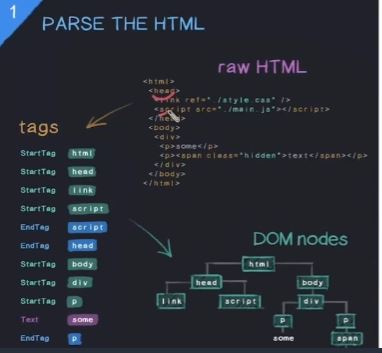 1
PARSE THE HTML
raw HTML
<html>
<head>
<link ref="./style.css" />
<script src="./main.js"></script>
</head>
<body>
<div>
<p>some</p>
<p><span class="hidden">text</span></p>
</div>
</body>
</html>
tags
StartTag html
StartTag head
StartTag link
StartTag script
EndTag script
EndTag head
StartTag body
StartTag div
StartTag p
Text some
EndTag p
DOM nodes
html
head body
link script div
p p
some span